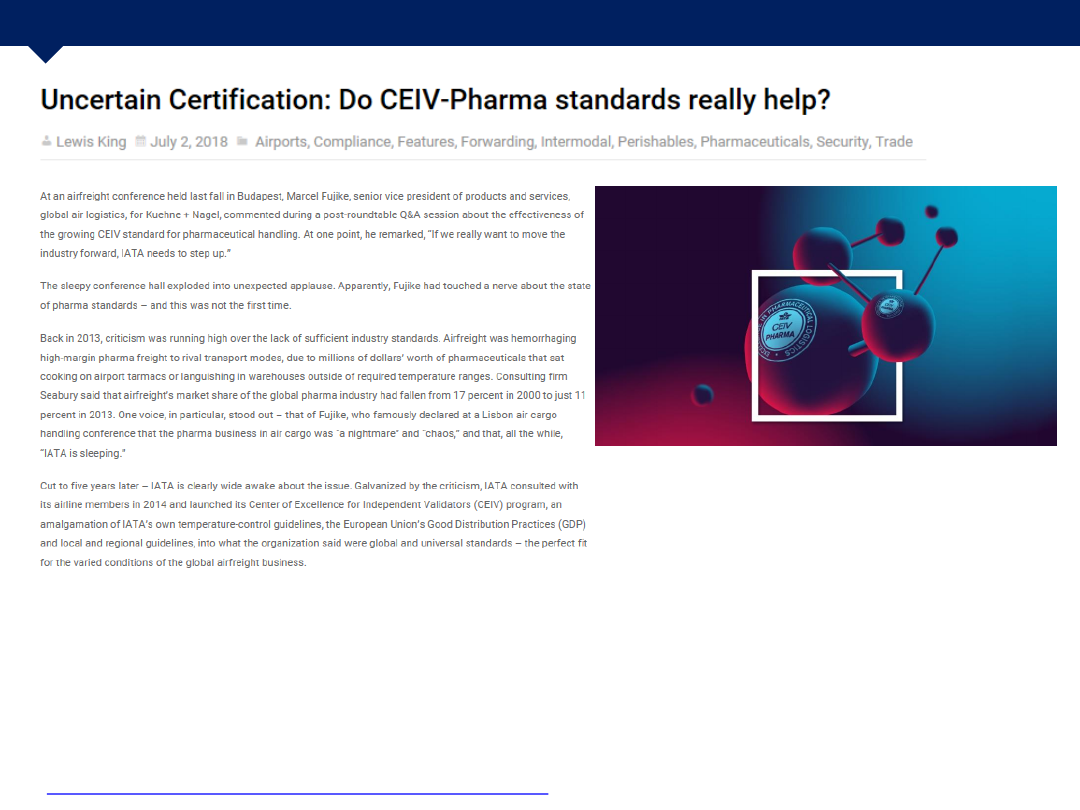 Uncertain Certification: Do CEIV-Pharma standards really help?
Lewis King July 2, 2018 Airports, Compliance, Features, Forwarding, Intermodal, Perishables, Pharmaceuticals, Security, Trade
At an airfreight conference held last fall in Budapest, Marcel Fujike, senior vice president of products and services,
global air logistics, for Kuehne + Nagel, commented during a post-roundtable Q&A session about the effectiveness of
the growing CEIV standard for pharmaceutical handling. At one point, he remarked, “If we really want to move the
industry forward, IATA needs to step up.”
The sleepy conference hall exploded into unexpected applause. Apparently, Fujike had touched a nerve about the state
of pharma standards – and this was not the first time.
Back in 2013, criticism was running high over the lack of sufficient industry standards. Airfreight was hemorrhaging
high-margin pharma freight to rival transport modes, due to millions of dollars’ worth of pharmaceuticals that sat
cooking on airport tarmacs or languishing in warehouses outside of required temperature ranges. Consulting firm
Seabury said that airfreight’s market share of the global pharma industry had fallen from 17 percent in 2000 to just 11
percent in 2013. One voice, in particular, stood out – that of Fujike, who famously declared at a Lisbon air cargo
handling conference that the pharma business in air cargo was “a nightmare” and “chaos,” and that, all the while,
“IATA is sleeping.”
Cut to five years later – IATA is clearly wide awake about the issue. Galvanized by the criticism, IATA consulted with
its airline members in 2014 and launched its Center of Excellence for Independent Validators (CEIV) program, an
amalgamation of IATA’s own temperature-control guidelines, the European Union’s Good Distribution Practices (GDP)
and local and regional guidelines, into what the organization said were global and universal standards – the perfect fit
for the varied conditions of the global airfreight business.
PHARMACEUTICAL LOGISTICS
CEIV
PHARMA